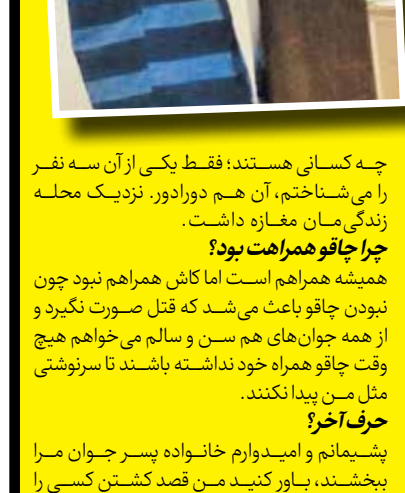 چه کسانی هستند؛ فقط یکی از آن سه نفر
را می‌شناختم، آن هم دورادور. نزدیک محله
زندگی‌مان مغازه داشت.
چرا چاقو همراهت بود؟
همیشه همراهم است اما کاش همراهم نبود چون
نبودن چاقو باعث می‌شد که قتل صورت نگیرد و
از همه جوان‌های هم سن و سالم می‌خواهم هیچ
وقت چاقو همراه خود نداشته باشند تا سرنوشتی
مثل من پیدا نکنند.
حرف آخر؟
پشیمانم و امیدوارم خانواده پسر جوان مرا
ببخشند، باور کنید من قصد کشتن کسی را